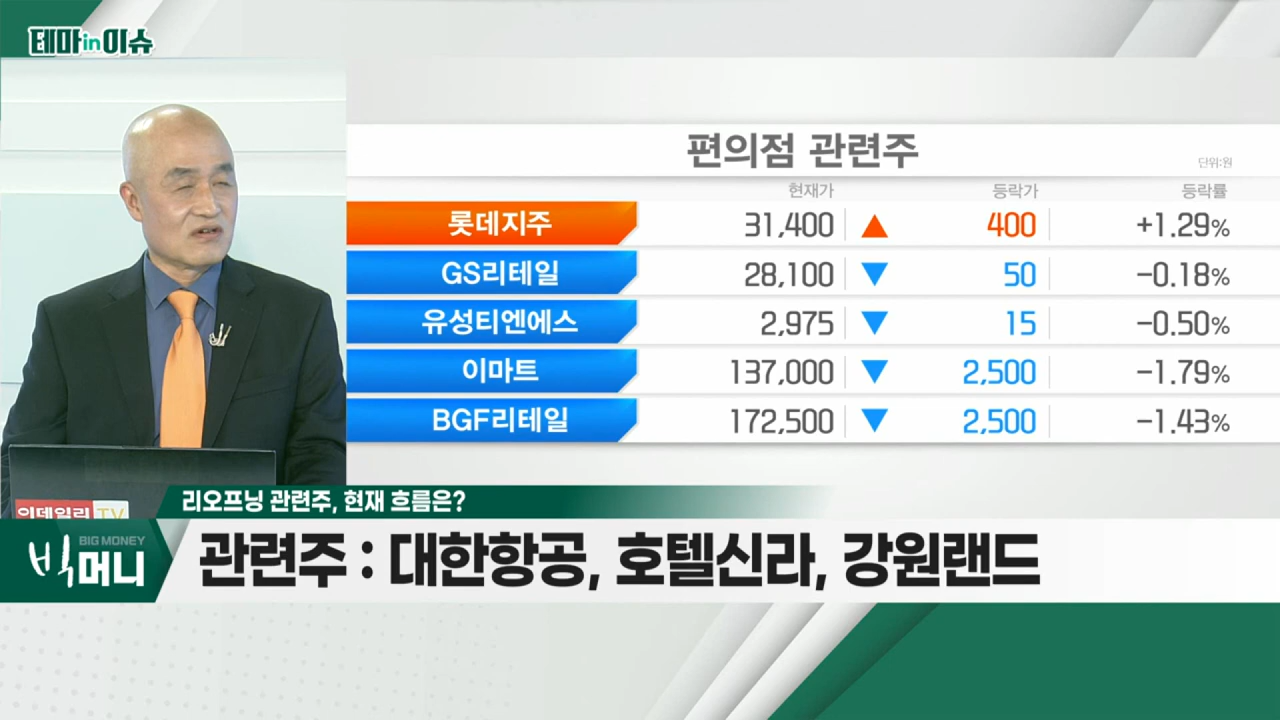 테마in이슈
편의점 관련주
단위:원
현재가 등락가 등락률
롯데지주 31,400 ▲ 400 +1.29%
GS리테일 28,100 ▼ 50 -0.18%
유성티엔에스 2,975 ▼ 15 -0.50%
이마트 137,000 ▼ 2,500 -1.79%
BGF리테일 172,500 ▼ 2,500 -1.43%
이데일리TV
리오프닝 관련주, 현재 흐름은?
BIG MONEY
빅머니
관련주 : 대한항공, 호텔신라, 강원랜드